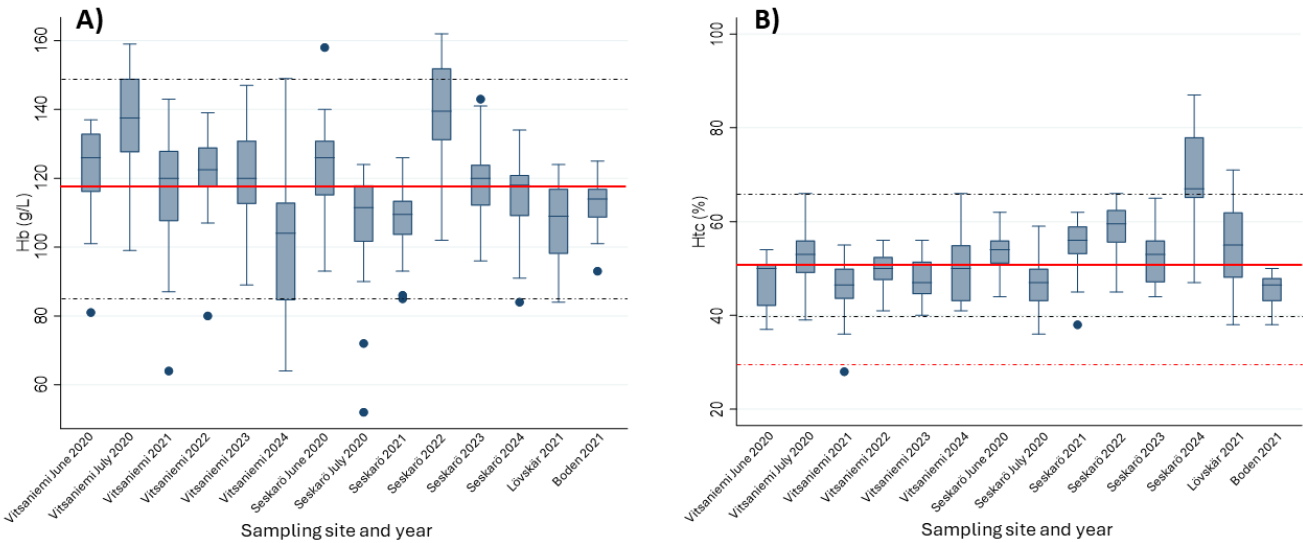 A)
Hb (g/L)
160
140
120
100
80
60
Vitsaniemi June 2020
Vitsaniemi July 2020
Vitsaniemi 2021
Vitsaniemi 2022
Vitsaniemi 2023
Vitsaniemi 2024
Seskarö June 2020
Seskarö July 2020
Seskarö 2021
Seskarö 2022
Seskarö 2023
Seskarö 2024
Lövskär 2021
Boden 2021
Sampling site and year
B)
Htc (%)
100
80
60
40
20
Vitsaniemi June 2020
Vitsaniemi July 2020
Vitsaniemi 2021
Vitsaniemi 2022
Vitsaniemi 2023
Vitsaniemi 2024
Seskarö June 2020
Seskarö July 2020
Seskarö 2021
Seskarö 2022
Seskarö 2023
Seskarö 2024
Lövskär 2021
Boden 2021
Sampling site and year